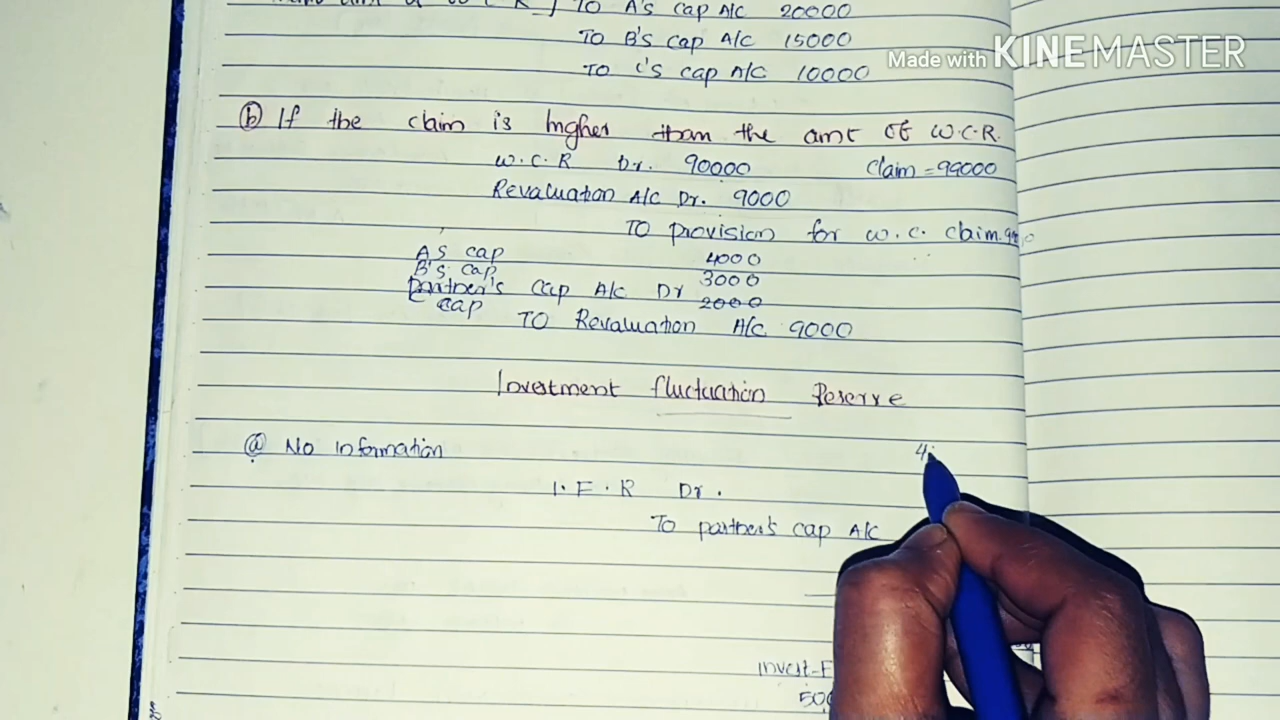 TO A's cap A/c 20000
TO B's cap A/c 15000
TO C's cap A/c 10000
Made with KINEMASTER
ⓑ If the claim is higher than the amt of W.C.R.
W.C.R Dr. 90000 claim = 99000
Revaluation A/c Dr. 9000
TO provision for w.c. claim.
A's cap 4000
B's cap 3000
partner's cap A/c Dr 2000
C cap
TO Revaluation A/c 9000
Investment fluctuation Reserve
ⓐ No information 4:
I.F.R Dr.
To partner's cap A/c
Invest-F